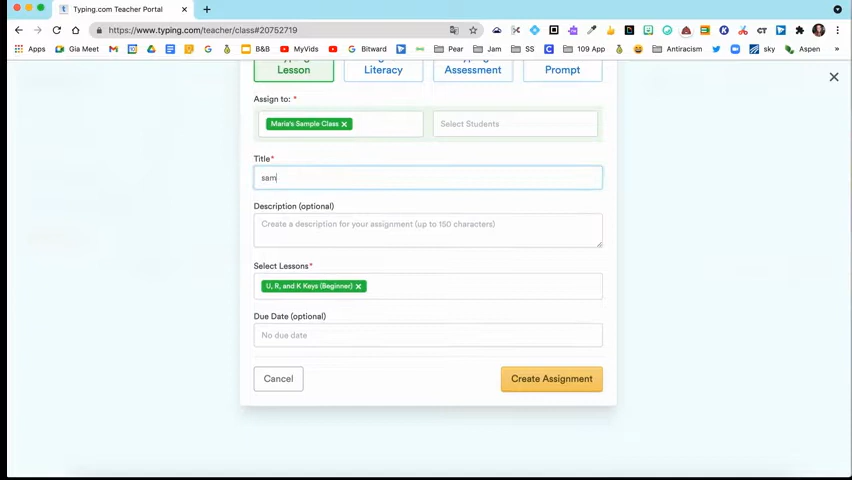 Typing.com Teacher Portal
https://www.typing.com/teacher/class#20752719
Apps Gia Meet B&B MyVids Bitward Pear Jam SS 109 App Antiracism sky Aspen
Lesson
Literacy
Assessment
Prompt
Assign to: *
Maria's Sample Class
Select Students
Title*
sam
Description (optional)
Create a description for your assignment (up to 150 characters)
Select Lessons*
U, R, and K Keys (Beginner)
Due Date (optional)
No due date
Cancel
Create Assignment